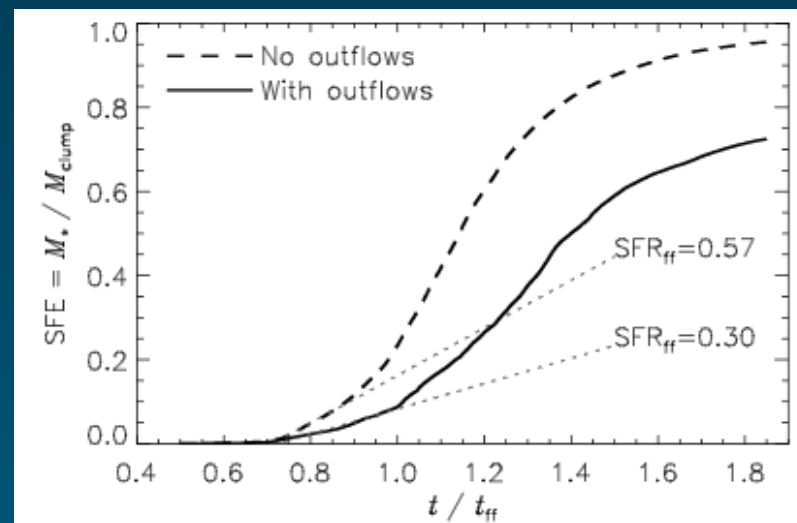 No outflows
With outflows
SFE = M* / Mclump
1.0
0.8
0.6
0.4
0.2
0.0
SFRff=0.57
SFRff=0.30
0.4 0.6 0.8 1.0 1.2 1.4 1.6 1.8
t / tff